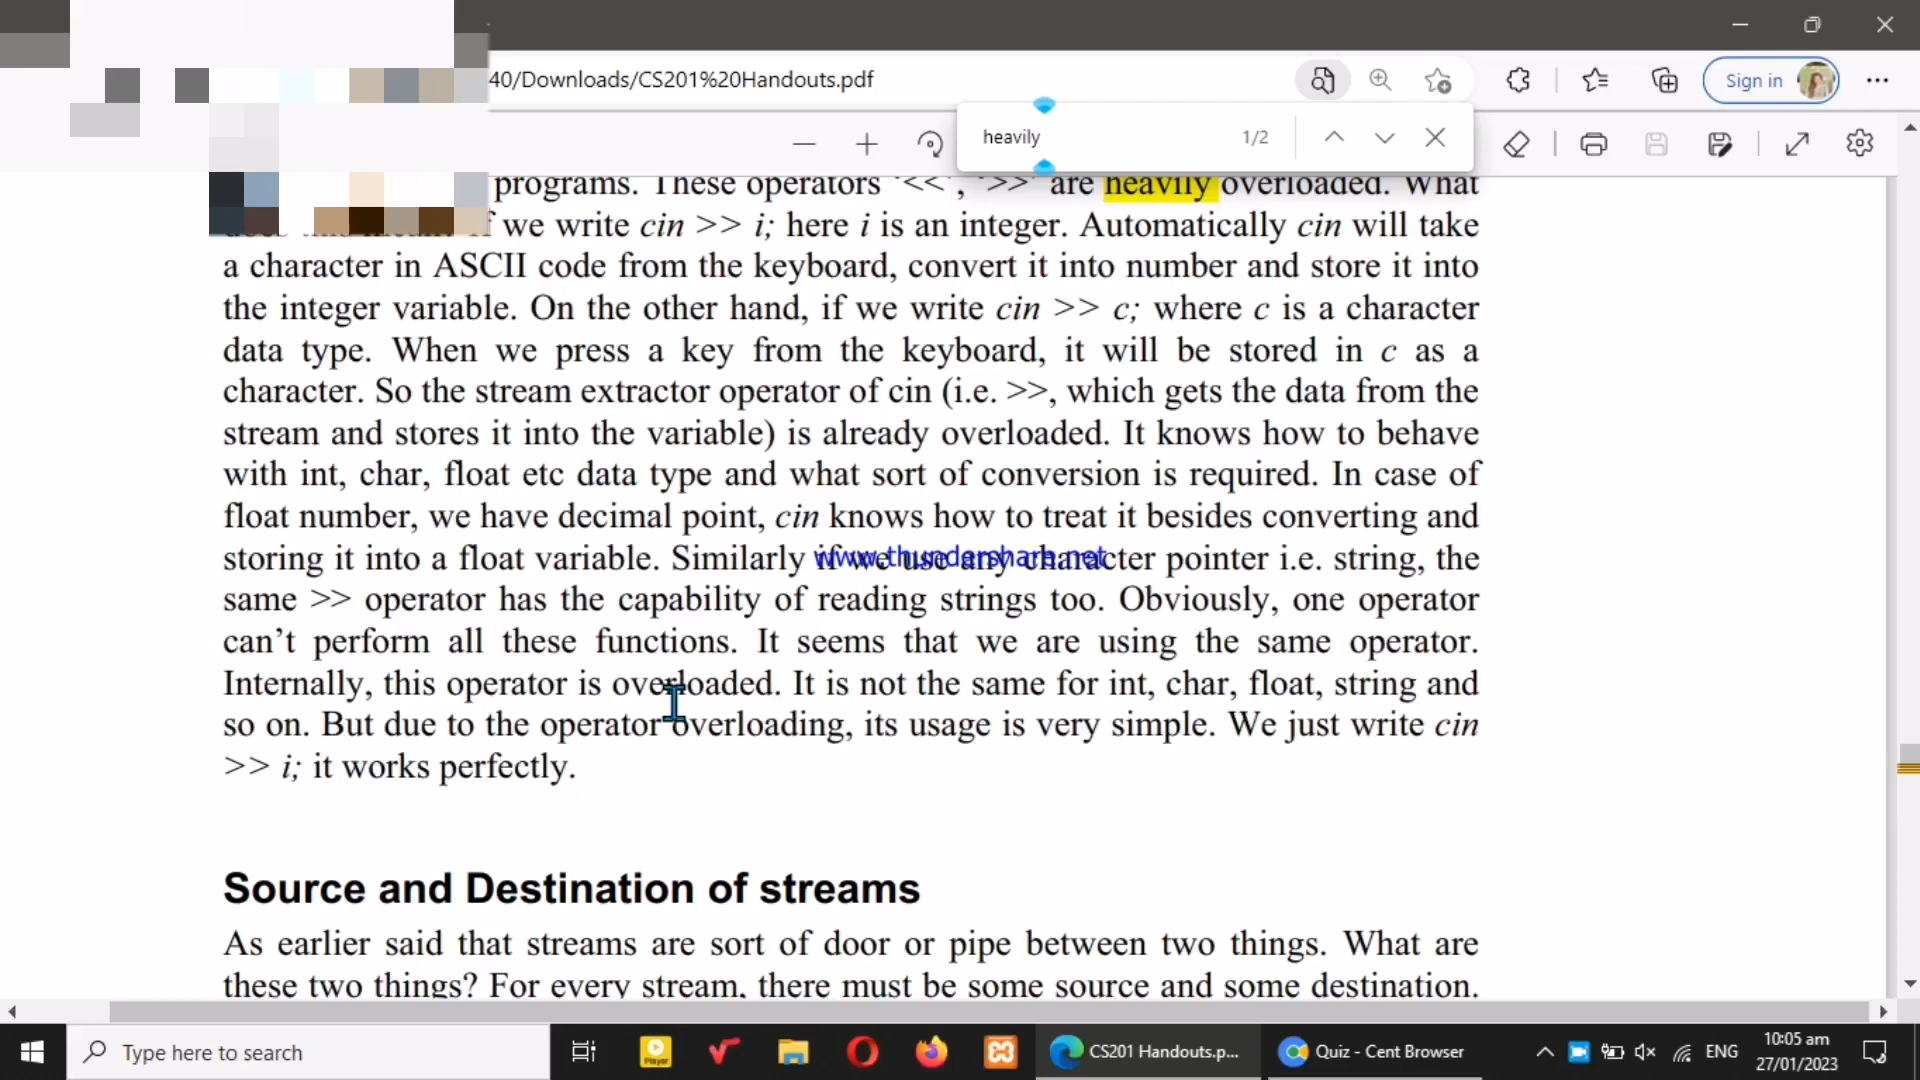 40/Downloads/CS201%20Handouts.pdf
Sign in
heavily
1/2
programs. These operators '<<', '>>' are heavily overloaded. What
we write cin >> i; here i is an integer. Automatically cin will take
a character in ASCII code from the keyboard, convert it into number and store it into
the integer variable. On the other hand, if we write cin >> c; where c is a character
data type. When we press a key from the keyboard, it will be stored in c as a
character. So the stream extractor operator of cin (i.e. >>, which gets the data from the
stream and stores it into the variable) is already overloaded. It knows how to behave
with int, char, float etc data type and what sort of conversion is required. In case of
float number, we have decimal point, cin knows how to treat it besides converting and
storing it into a float variable. Similarly if we use any character pointer i.e. string, the
www.thundershare.net
same >> operator has the capability of reading strings too. Obviously, one operator
can't perform all these functions. It seems that we are using the same operator.
Internally, this operator is overloaded. It is not the same for int, char, float, string and
so on. But due to the operator overloading, its usage is very simple. We just write cin
>> i; it works perfectly.
Source and Destination of streams
As earlier said that streams are sort of door or pipe between two things. What are
these two things? For every stream, there must be some source and some destination.
Type here to search
Player
CS201 Handouts.p...
Quiz - Cent Browser
ENG
10:05 am
27/01/2023